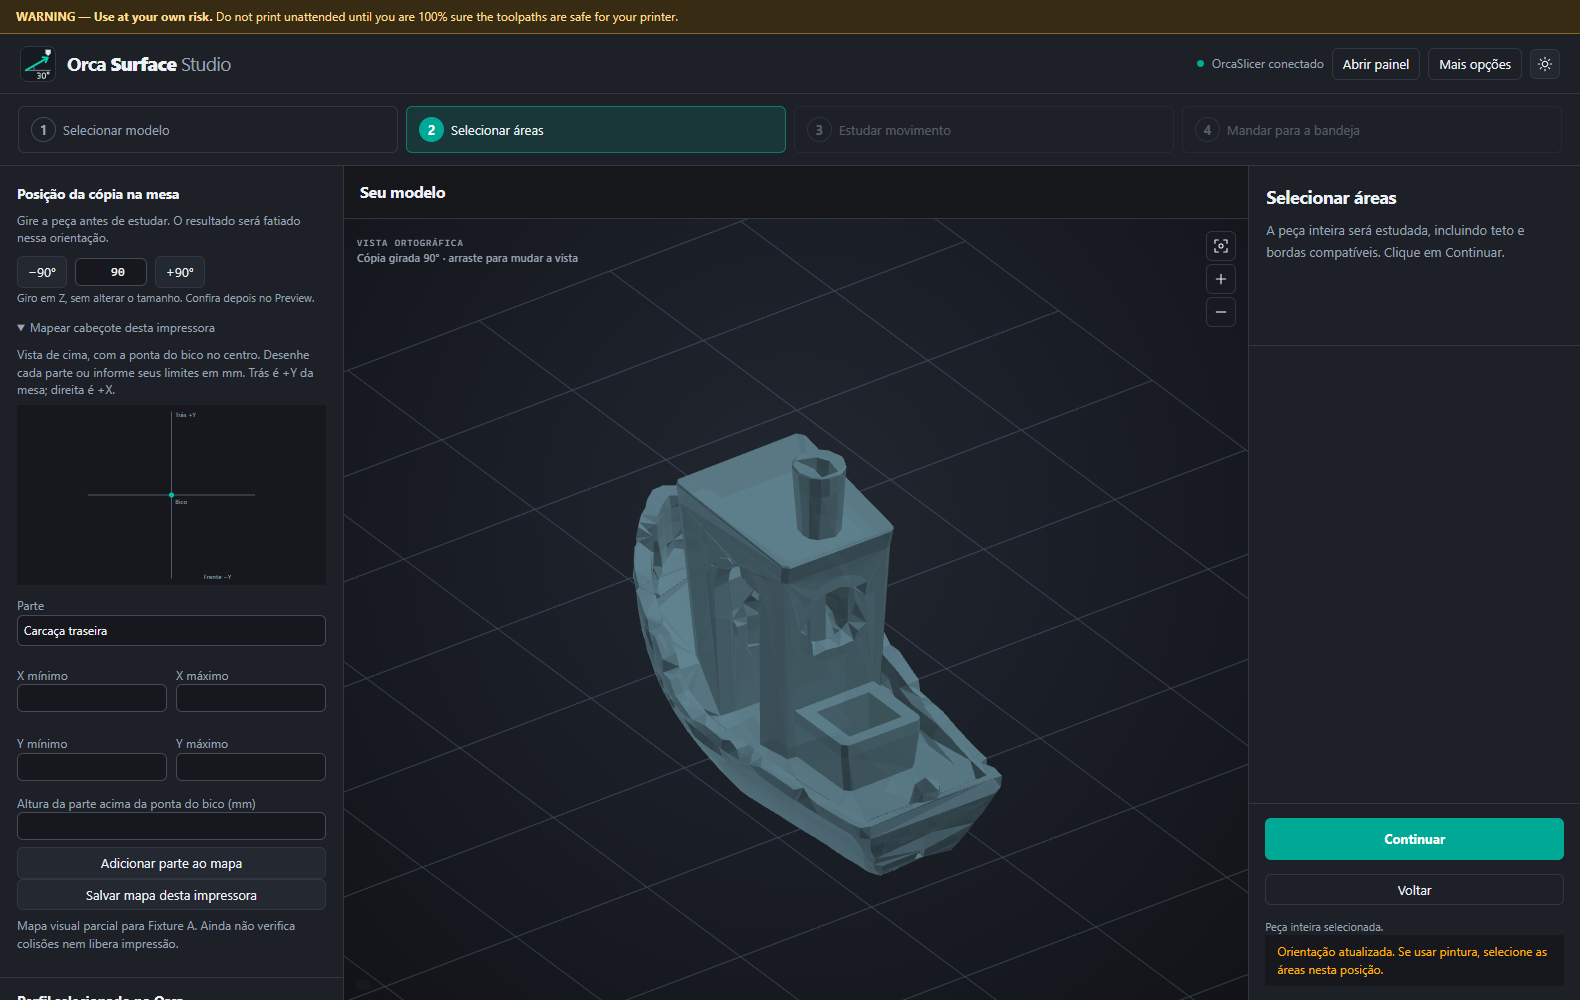 WARNING — Use at your own risk. Do not print unattended until you are 100% sure the toolpaths are safe for your printer.
30°
Orca Surface Studio
OrcaSlicer conectado
Abrir painel
Mais opções
1 Selecionar modelo
2 Selecionar áreas
3 Estudar movimento
4 Mandar para a bandeja
Posição da cópia na mesa
Gire a peça antes de estudar. O resultado será fatiado
nessa orientação.
−90°
90
+90°
Giro em Z, sem alterar o tamanho. Confira depois no Preview.
▼ Mapear cabeçote desta impressora
Vista de cima, com a ponta do bico no centro. Desenhe
cada parte ou informe seus limites em mm. Trás é +Y da
mesa; direita é +X.
Trás +Y
Bico
Frente −Y
Parte
Carcaça traseira
X mínimo
X máximo
Y mínimo
Y máximo
Altura da parte acima da ponta do bico (mm)
Adicionar parte ao mapa
Salvar mapa desta impressora
Mapa visual parcial para Fixture A. Ainda não verifica
colisões nem libera impressão.
Seu modelo
VISTA ORTOGRÁFICA
Cópia girada 90° · arraste para mudar a vista
+
−
Selecionar áreas
A peça inteira será estudada, incluindo teto e
bordas compatíveis. Clique em Continuar.
Continuar
Voltar
Peça inteira selecionada.
Orientação atualizada. Se usar pintura, selecione as
áreas nesta posição.